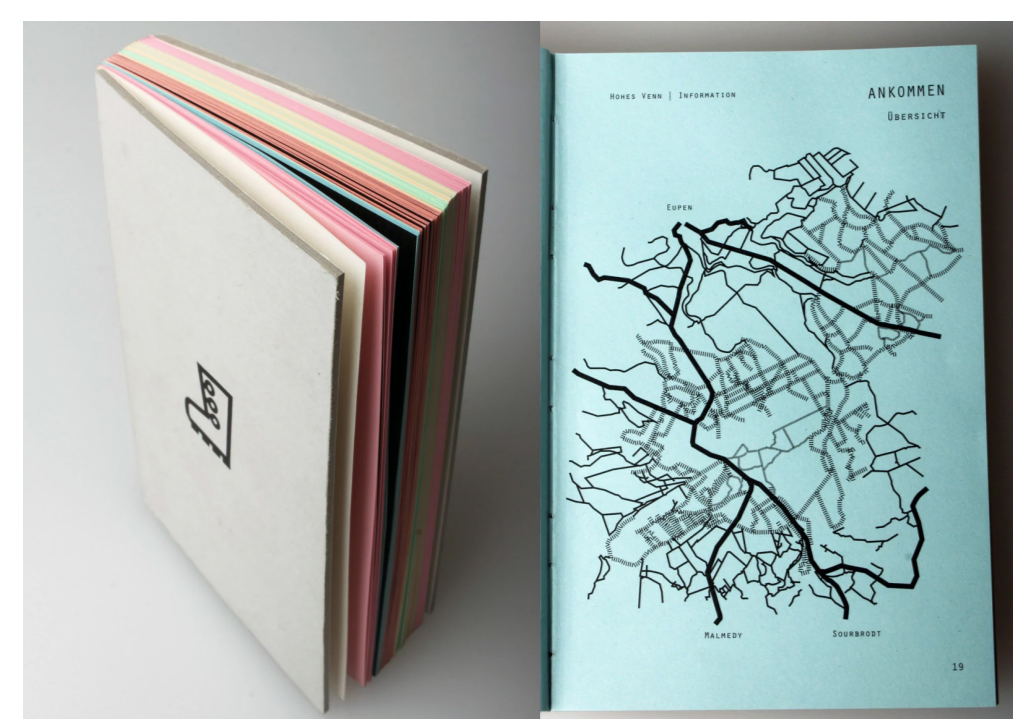 Hohes Venn | Information
ANKOMMEN
Übersicht
Eupen
Malmedy
Sourbrodt
19